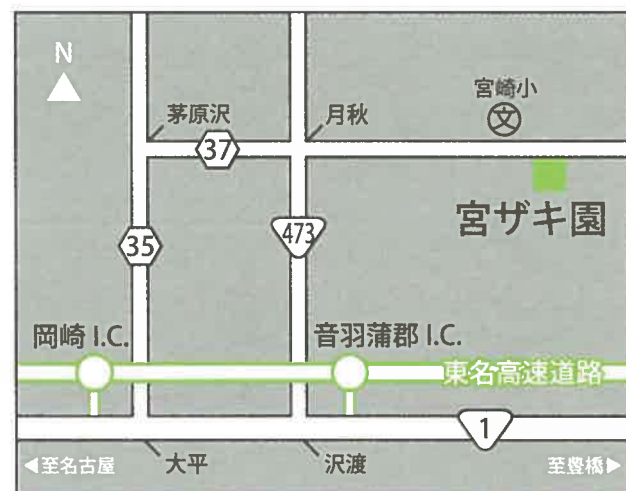 N
宮崎小
文
茅原沢
月秋
37
宮ザキ園
35
473
岡崎 I.C.
音羽蒲郡 I.C.
東名高速道路
1
◀至名古屋
大平
沢渡
至豊橋▶